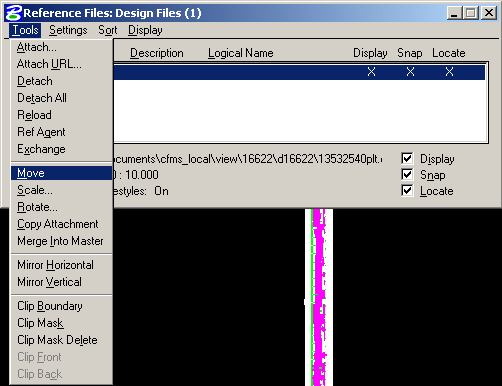 Reference Files: Design Files (1)
Tools Settings Sort Display
Description Logical Name Display Snap Locate
X X X
Attach...
Attach URL...
Detach
Detach All
Reload
Ref Agent
Exchange
Move
Scale...
Rotate...
Copy Attachment
Merge Into Master
Mirror Horizontal
Mirror Vertical
Clip Boundary
Clip Mask
Clip Mask Delete
Clip Front
Clip Back
ocuments\cfms_local\view\16622\d16622\13532540plt.
Display
: 10.000
Snap
estyles: On
Locate